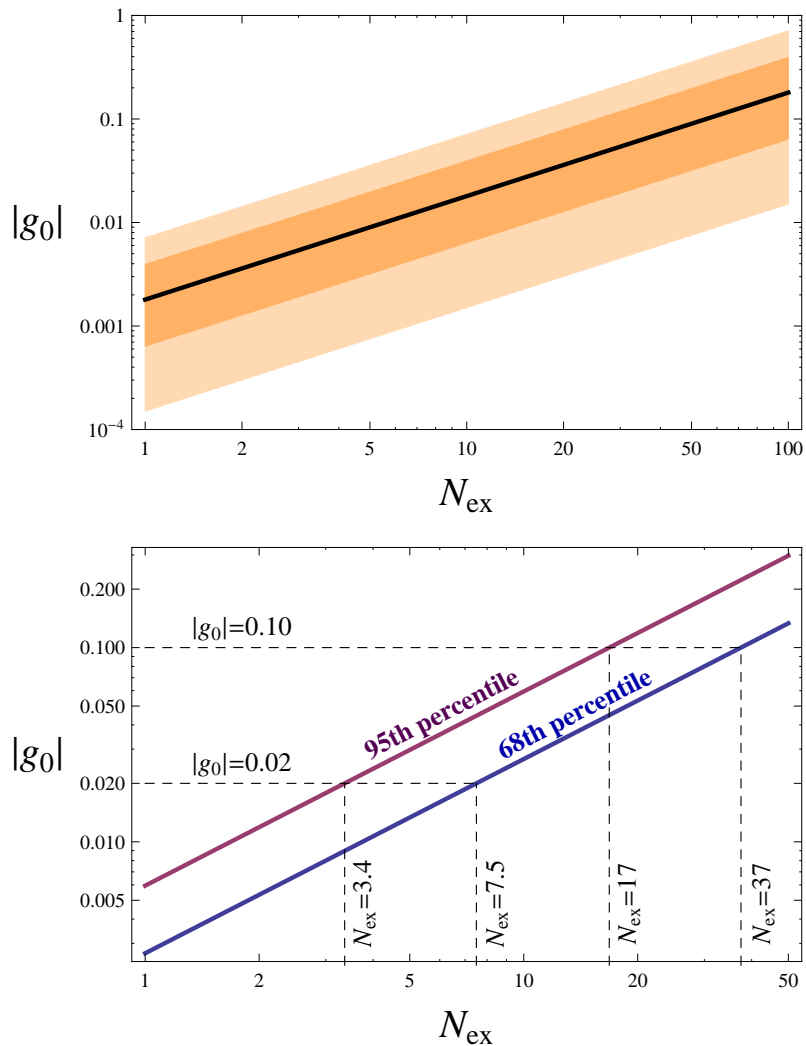 1
0.1
|g₀|
0.01
0.001
10⁻⁴
1 2 5 10 20 50 100
Nₑₓ
0.200
|g₀|=0.10
0.100
95th percentile
68th percentile
0.050
|g₀|
|g₀|=0.02
0.020
0.010
0.005
Nₑₓ=3.4
Nₑₓ=7.5
Nₑₓ=17
Nₑₓ=37
1 2 5 10 20 50
Nₑₓ